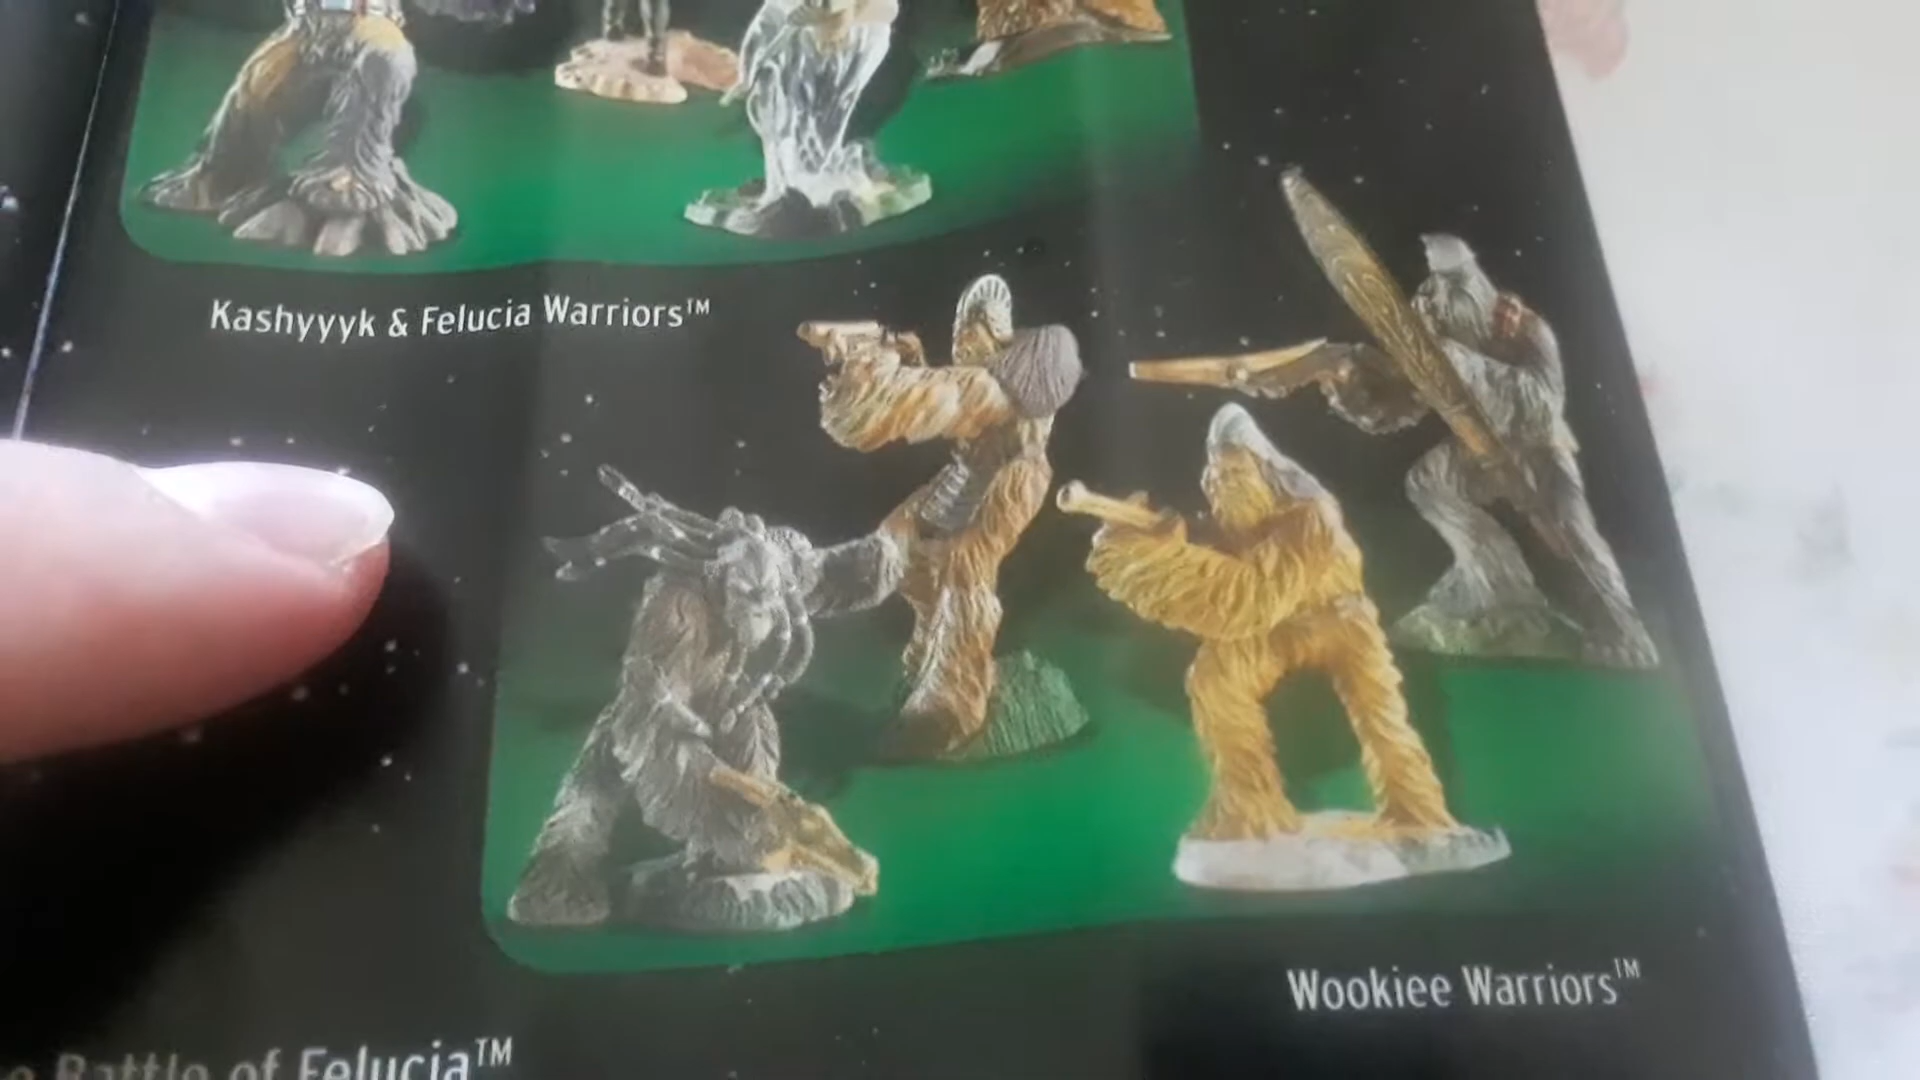 Kashyyyk & Felucia Warriors™
Wookiee Warriors™
Battle of Felucia™